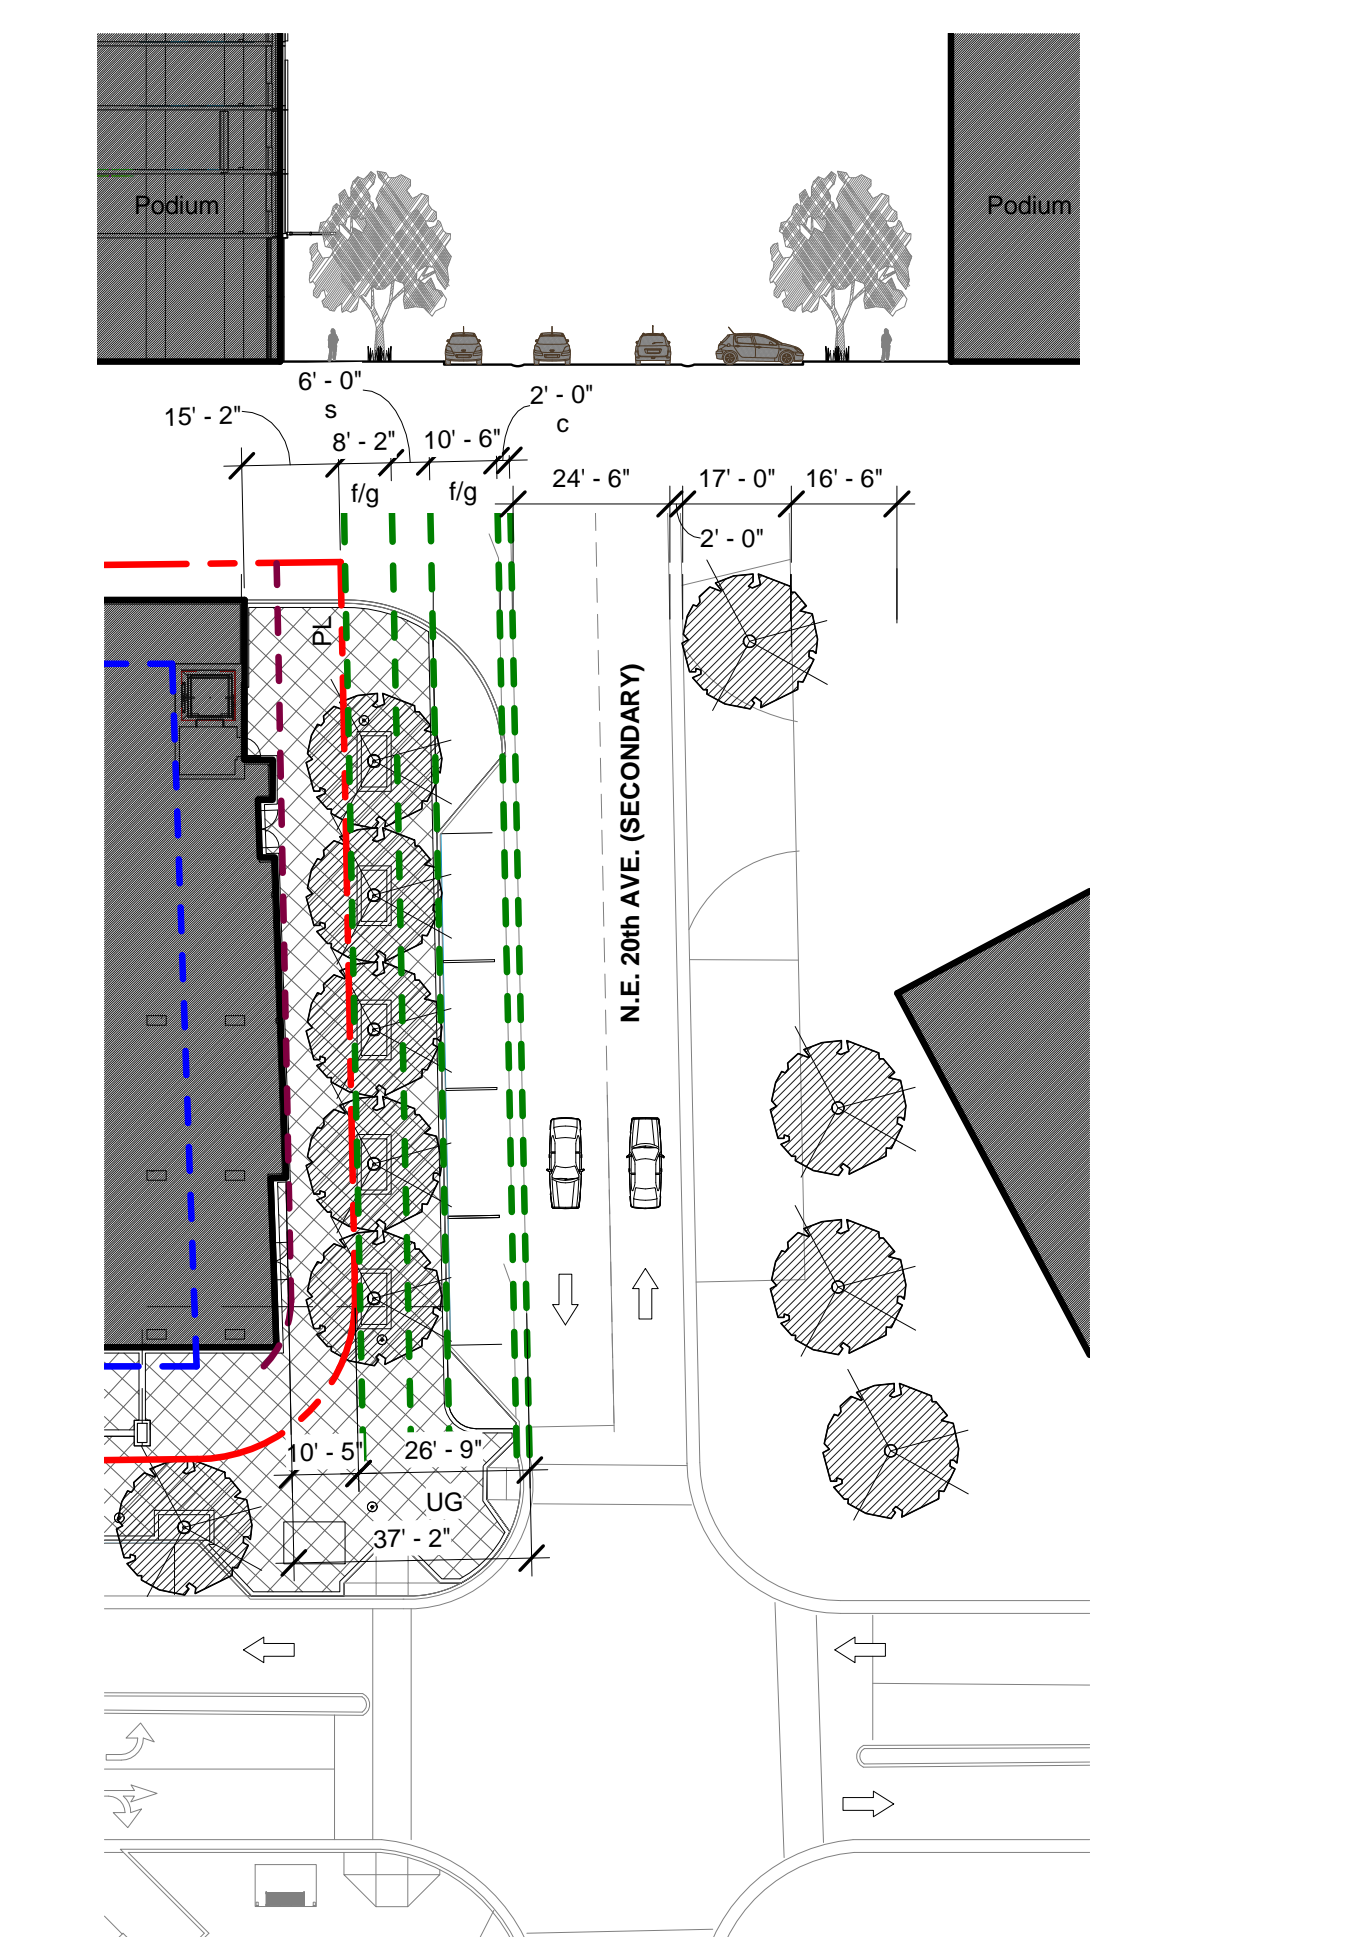 Podium
Podium
6' - 0"
s
2' - 0"
c
15' - 2"
8' - 2"
10' - 6"
f/g
f/g
24' - 6"
17' - 0"
16' - 6"
2' - 0"
PL
N.E. 20th AVE. (SECONDARY)
10' - 5"
26' - 9"
UG
37' - 2"